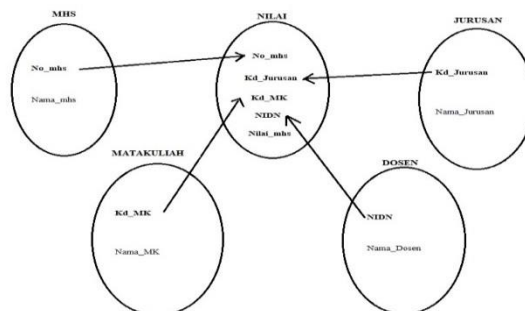 MHS
No_mhs
Nama_mhs
NILAI
No_mhs
Kd_Jurusan
Kd_MK
NIDN
Nilai_mhs
JURUSAN
Kd_Jurusan
Nama_Jurusan
MATAKULIAH
Kd_MK
Nama_MK
DOSEN
NIDN
Nama_Dosen